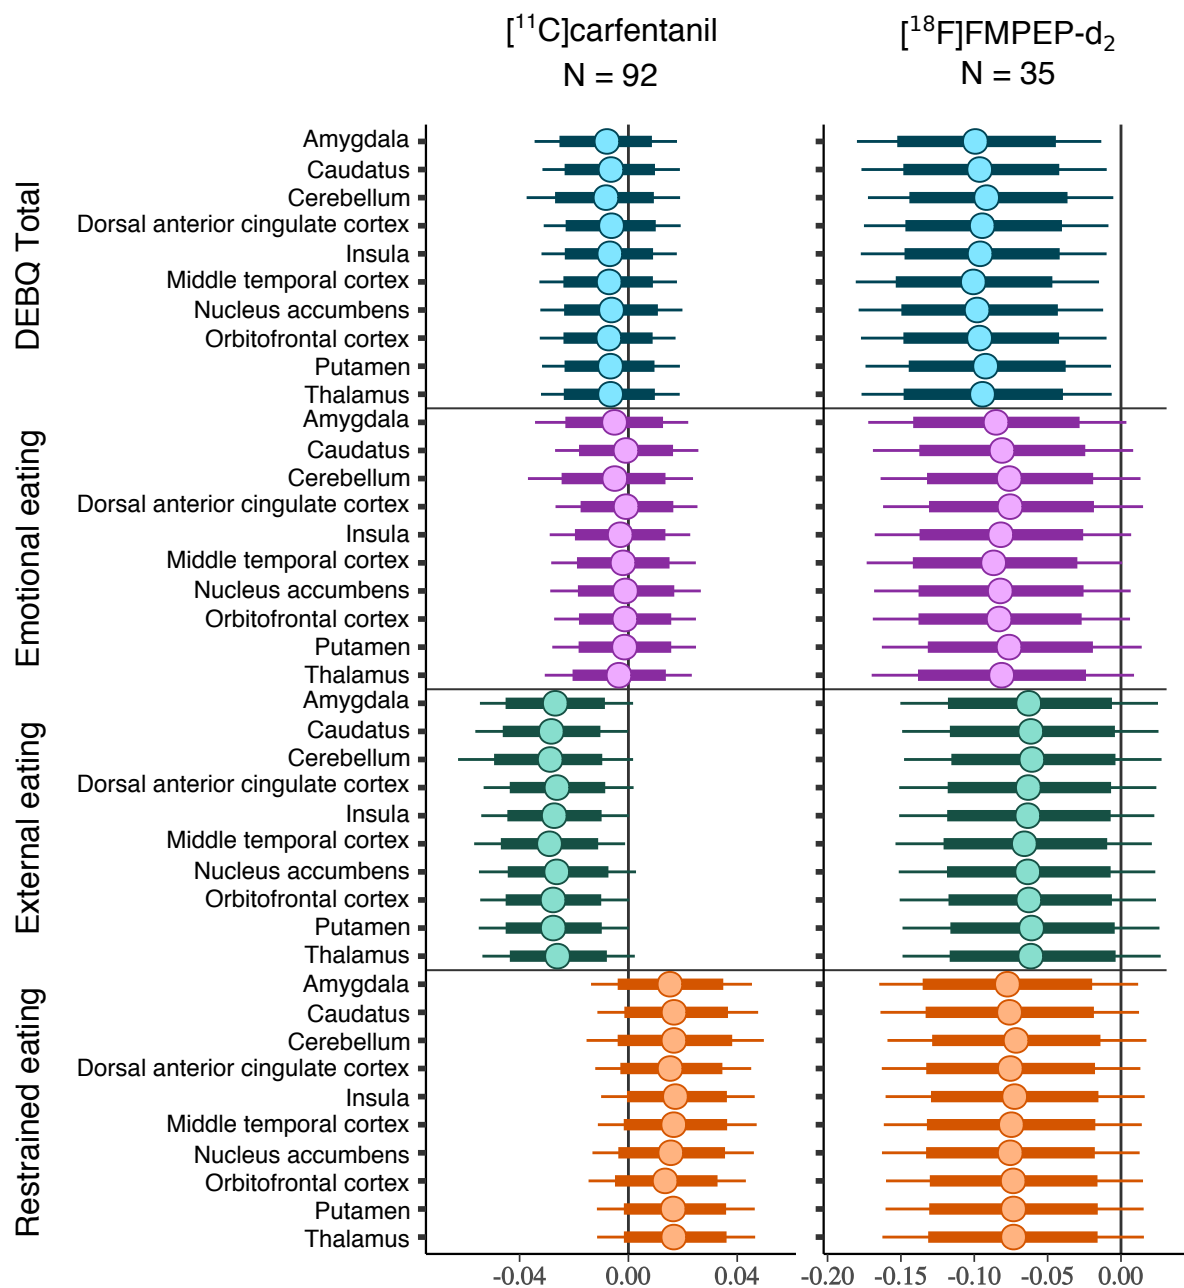 [¹¹C]carfentanil [¹⁸F]FMPEP-d₂
N = 92 N = 35
DEBQ Total
Amygdala
Caudatus
Cerebellum
Dorsal anterior cingulate cortex
Insula
Middle temporal cortex
Nucleus accumbens
Orbitofrontal cortex
Putamen
Thalamus
Emotional eating
Amygdala
Caudatus
Cerebellum
Dorsal anterior cingulate cortex
Insula
Middle temporal cortex
Nucleus accumbens
Orbitofrontal cortex
Putamen
Thalamus
External eating
Amygdala
Caudatus
Cerebellum
Dorsal anterior cingulate cortex
Insula
Middle temporal cortex
Nucleus accumbens
Orbitofrontal cortex
Putamen
Thalamus
Restrained eating
Amygdala
Caudatus
Cerebellum
Dorsal anterior cingulate cortex
Insula
Middle temporal cortex
Nucleus accumbens
Orbitofrontal cortex
Putamen
Thalamus
-0.04 0.00 0.04 -0.20 -0.15 -0.10 -0.05 0.00